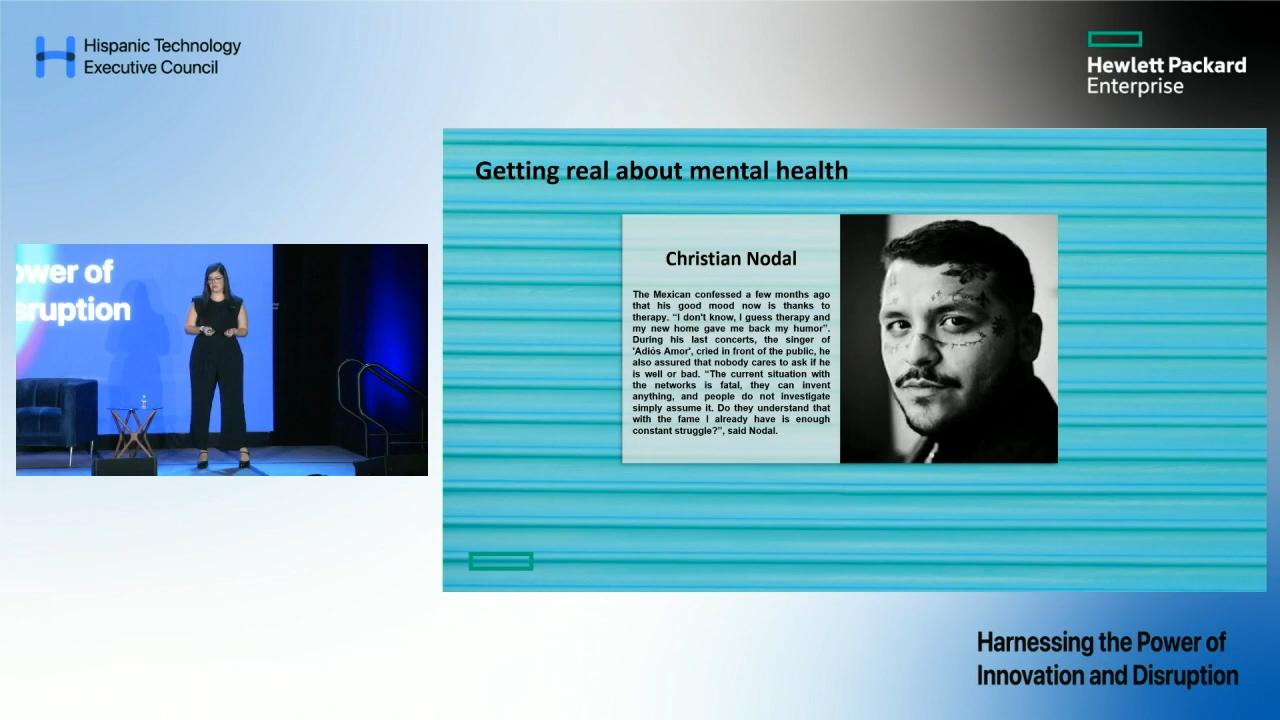 Hispanic Technology
Executive Council
Hewlett Packard
Enterprise
Getting real about mental health
Christian Nodal
The Mexican confessed a few months ago
that his good mood now is thanks to
therapy. “I don't know, I guess therapy and
my new home gave me back my humor”.
During his last concerts, the singer of
'Adiós Amor', cried in front of the public, he
also assured that nobody cares to ask if he
is well or bad. “The current situation with
the networks is fatal, they can invent
anything, and people do not investigate
simply assume it. Do they understand that
with the fame I already have is enough
constant struggle?”, said Nodal.
ower of
sruption
Harnessing the Power of
Innovation and Disruption